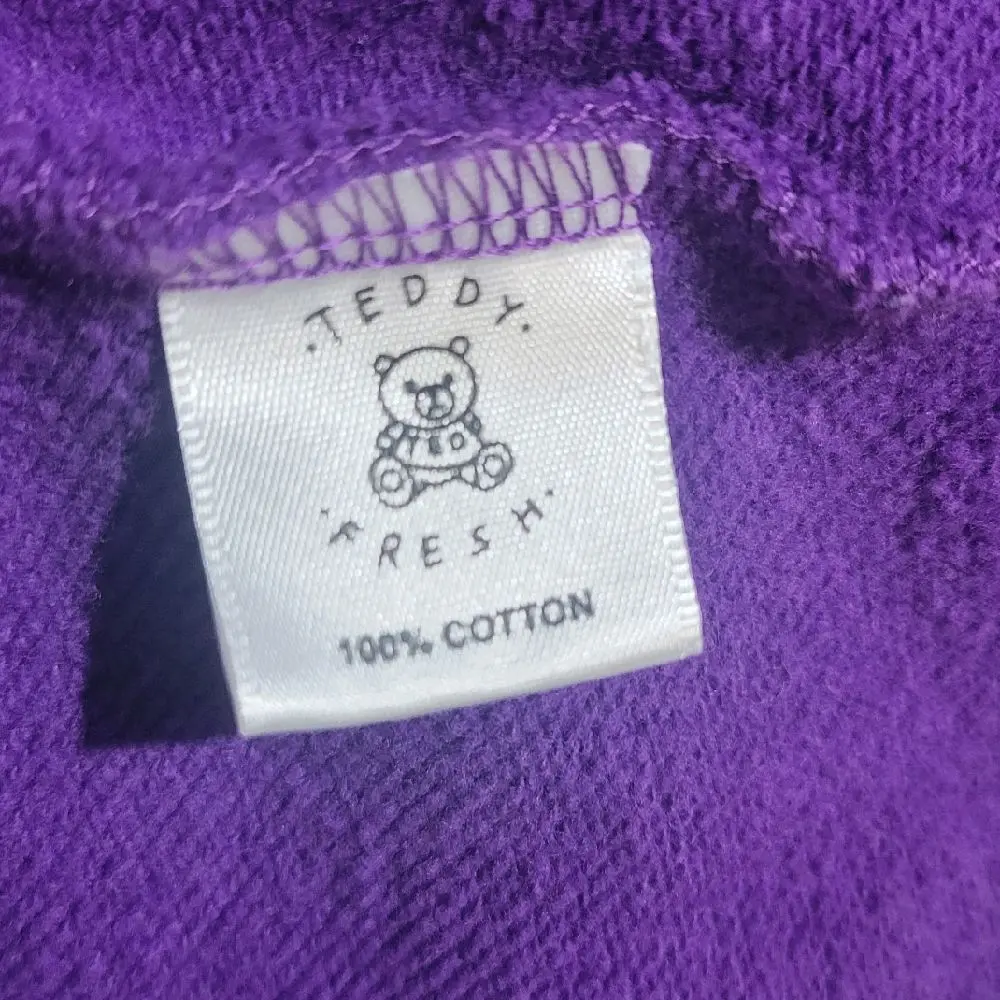 · TEDDY ·
TED
· FRESH ·
100% COTTON